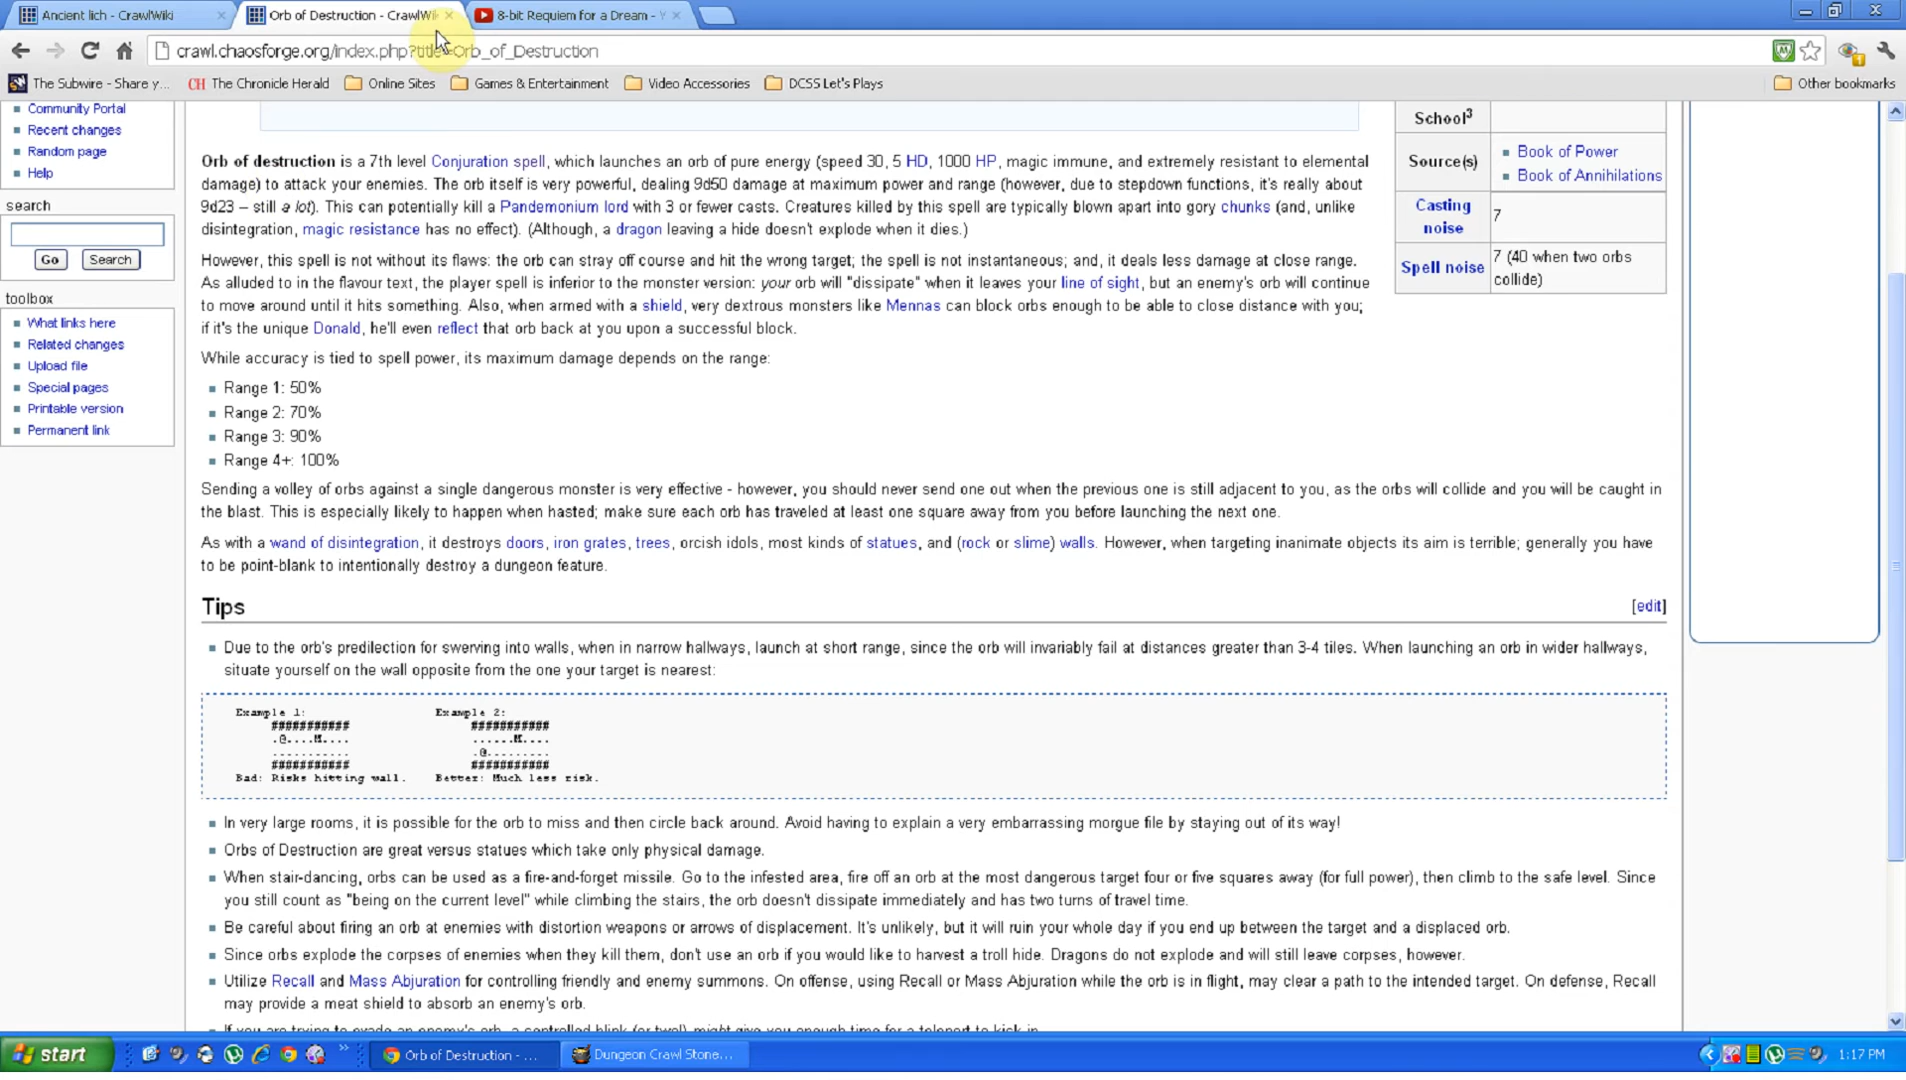 Ancient lich - CrawlWiki
Orb of Destruction - CrawlWi
8-bit Requiem for a Dream - Y
crawl.chaosforge.org/index.php?title=Orb_of_Destruction
The Subwire - Share y...
CH The Chronicle Herald
Online Sites
Games & Entertainment
Video Accessories
DCSS Let's Plays
Other bookmarks
Community Portal
Recent changes
Random page
Help
search
Go
Search
toolbox
What links here
Related changes
Upload file
Special pages
Printable version
Permanent link
Orb of destruction is a 7th level Conjuration spell, which launches an orb of pure energy (speed 30, 5 HD, 1000 HP, magic immune, and extremely resistant to elemental
damage) to attack your enemies. The orb itself is very powerful, dealing 9d50 damage at maximum power and range (however, due to stepdown functions, it's really about
9d23 – still a lot). This can potentially kill a Pandemonium lord with 3 or fewer casts. Creatures killed by this spell are typically blown apart into gory chunks (and, unlike
disintegration, magic resistance has no effect). (Although, a dragon leaving a hide doesn't explode when it dies.)
However, this spell is not without its flaws: the orb can stray off course and hit the wrong target; the spell is not instantaneous; and, it deals less damage at close range.
As alluded to in the flavour text, the player spell is inferior to the monster version: your orb will "dissipate" when it leaves your line of sight, but an enemy's orb will continue
to move around until it hits something. Also, when armed with a shield, very dextrous monsters like Mennas can block orbs enough to be able to close distance with you;
if it's the unique Donald, he'll even reflect that orb back at you upon a successful block.
While accuracy is tied to spell power, its maximum damage depends on the range:
Range 1: 50%
Range 2: 70%
Range 3: 90%
Range 4+: 100%
Sending a volley of orbs against a single dangerous monster is very effective - however, you should never send one out when the previous one is still adjacent to you, as the orbs will collide and you will be caught in
the blast. This is especially likely to happen when hasted; make sure each orb has traveled at least one square away from you before launching the next one.
As with a wand of disintegration, it destroys doors, iron grates, trees, orcish idols, most kinds of statues, and (rock or slime) walls. However, when targeting inanimate objects its aim is terrible; generally you have
to be point-blank to intentionally destroy a dungeon feature.
School3
Source(s)
Book of Power
Book of Annihilations
Casting
noise
7
Spell noise
7 (40 when two orbs
collide)
Tips
[edit]
Due to the orb's predilection for swerving into walls, when in narrow hallways, launch at short range, since the orb will invariably fail at distances greater than 3-4 tiles. When launching an orb in wider hallways,
situate yourself on the wall opposite from the one your target is nearest:
Example 1: Example 2:
########### ###########
.@....M.... ......M....
........... .@.........
########### ###########
Bad: Risks hitting wall. Better: Much less risk.
In very large rooms, it is possible for the orb to miss and then circle back around. Avoid having to explain a very embarrassing morgue file by staying out of its way!
Orbs of Destruction are great versus statues which take only physical damage.
When stair-dancing, orbs can be used as a fire-and-forget missile. Go to the infested area, fire off an orb at the most dangerous target four or five squares away (for full power), then climb to the safe level. Since
you still count as "being on the current level" while climbing the stairs, the orb doesn't dissipate immediately and has two turns of travel time.
Be careful about firing an orb at enemies with distortion weapons or arrows of displacement. It's unlikely, but it will ruin your whole day if you end up between the target and a displaced orb.
Since orbs explode the corpses of enemies when they kill them, don't use an orb if you would like to harvest a troll hide. Dragons do not explode and will still leave corpses, however.
Utilize Recall and Mass Abjuration for controlling friendly and enemy summons. On offense, using Recall or Mass Abjuration while the orb is in flight, may clear a path to the intended target. On defense, Recall
may provide a meat shield to absorb an enemy's orb.
If you are trying to evade an enemy's orb, a controlled blink (or two) might give you enough time for a teleport to kick in.
start
Orb of Destruction - ...
Dungeon Crawl Stone...
1:17 PM